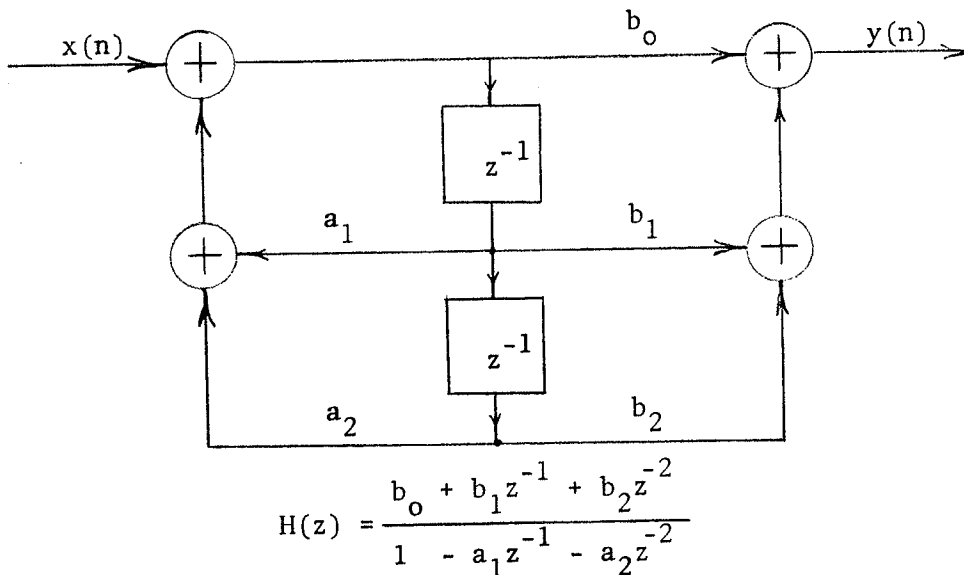 x(n) b₀ y(n)
z⁻¹
a₁ b₁
z⁻¹
a₂ b₂
H(z) = (b₀ + b₁z⁻¹ + b₂z⁻²) / (1 - a₁z⁻¹ - a₂z⁻²)